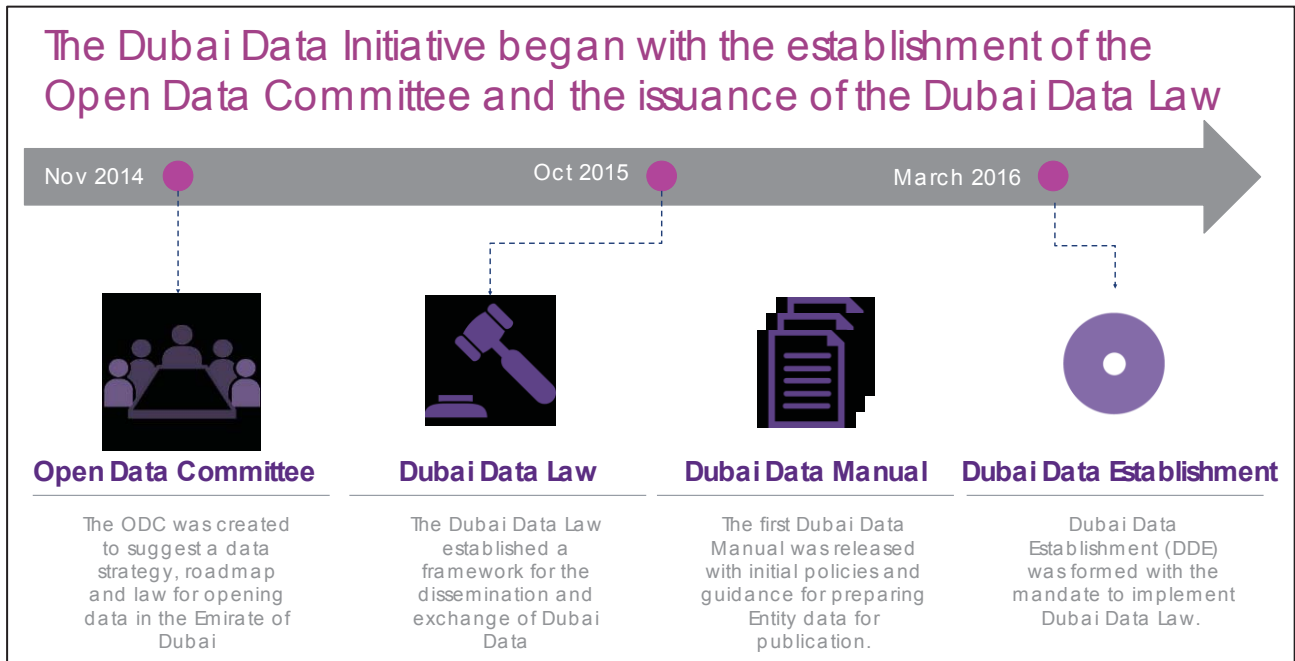 The Dubai Data Initiative began with the establishment of the
Open Data Committee and the issuance of the Dubai Data Law
Nov 2014
Oct 2015
March 2016
Open Data Committee
The ODC was created
to suggest a data
strategy, roadmap
and law for opening
data in the Emirate of
Dubai
Dubai Data Law
The Dubai Data Law
established a
framework for the
dissemination and
exchange of Dubai
Data
Dubai Data Manual
The first Dubai Data
Manual was released
with initial policies and
guidance for preparing
Entity data for
publication.
Dubai Data Establishment
Dubai Data
Establishment (DDE)
was formed with the
mandate to implement
Dubai Data Law.